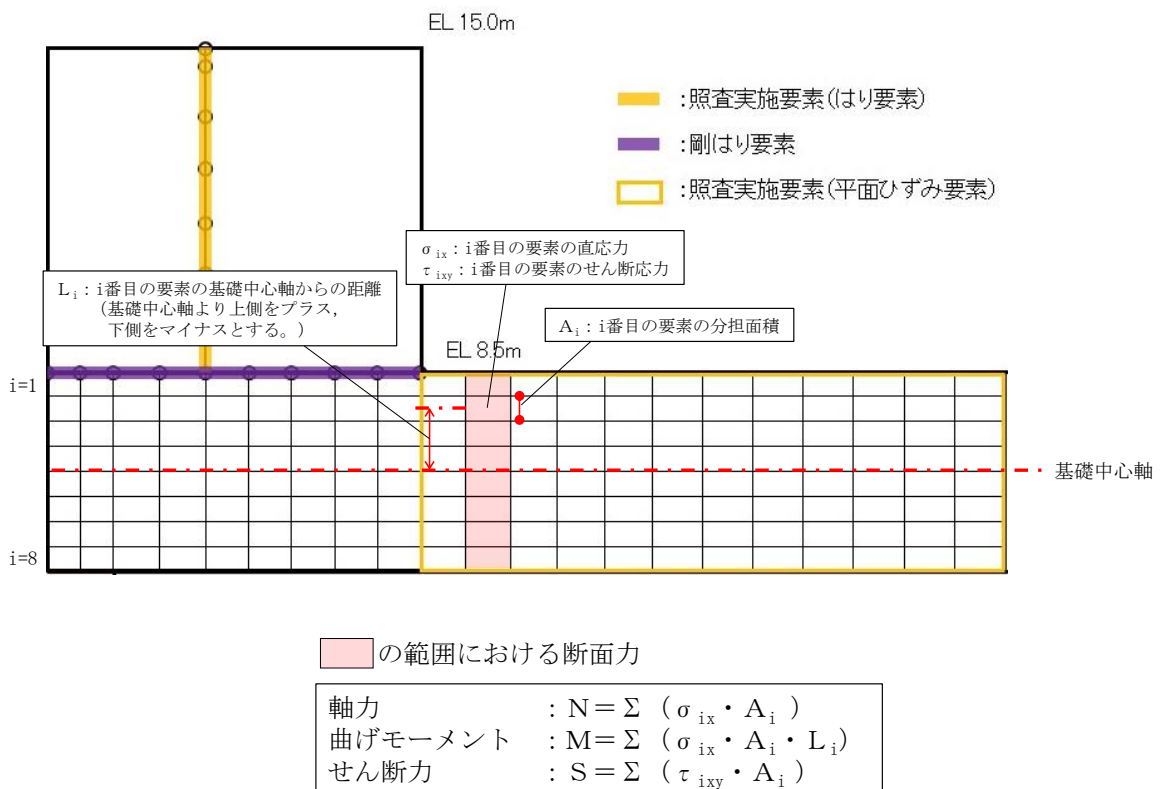 EL 15.0m
:照査実施要素(はり要素)
:剛はり要素
:照査実施要素(平面ひずみ要素)
σix：i番目の要素の直応力
τixy：i番目の要素のせん断応力
Li：i番目の要素の基礎中心軸からの距離
(基礎中心軸より上側をプラス，
下側をマイナスとする。)
Ai：i番目の要素の分担面積
EL 8.5m
i=1
基礎中心軸
i=8
の範囲における断面力
軸力 ：N＝Σ (σix・Ai)
曲げモーメント ：M＝Σ (σix・Ai・Li)
せん断力 ：S＝Σ (τixy・Ai)